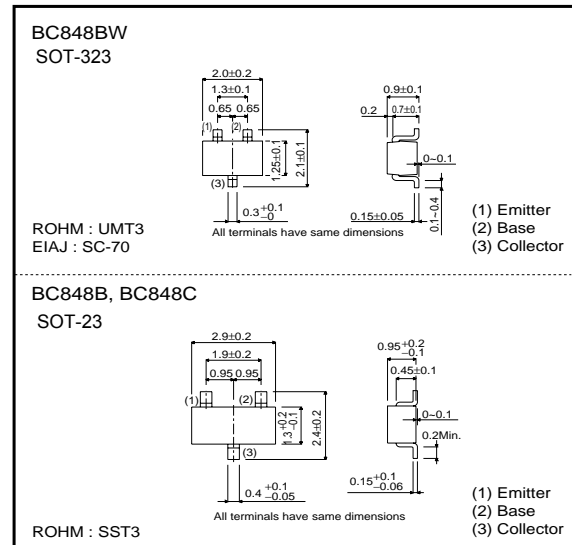 BC848BW
SOT-323
2.0±0.2
1.3±0.1
0.65 0.65
(1) (2)
(3)
1.25±0.1
2.1±0.1
0.3 +0.1 −0
All terminals have same dimensions
0.9±0.1
0.2 0.7±0.1
0~0.1
0.15±0.05
0.1~0.4
ROHM : UMT3
EIAJ : SC-70
(1) Emitter
(2) Base
(3) Collector
BC848B, BC848C
SOT-23
2.9±0.2
1.9±0.2
0.95 0.95
(1) (2)
(3)
1.3 +0.2 −0.1
2.4±0.2
0.4 +0.1 −0.05
All terminals have same dimensions
0.95 +0.2 −0.1
0.45±0.1
0~0.1
0.2Min.
0.15 +0.1 −0.06
ROHM : SST3
(1) Emitter
(2) Base
(3) Collector